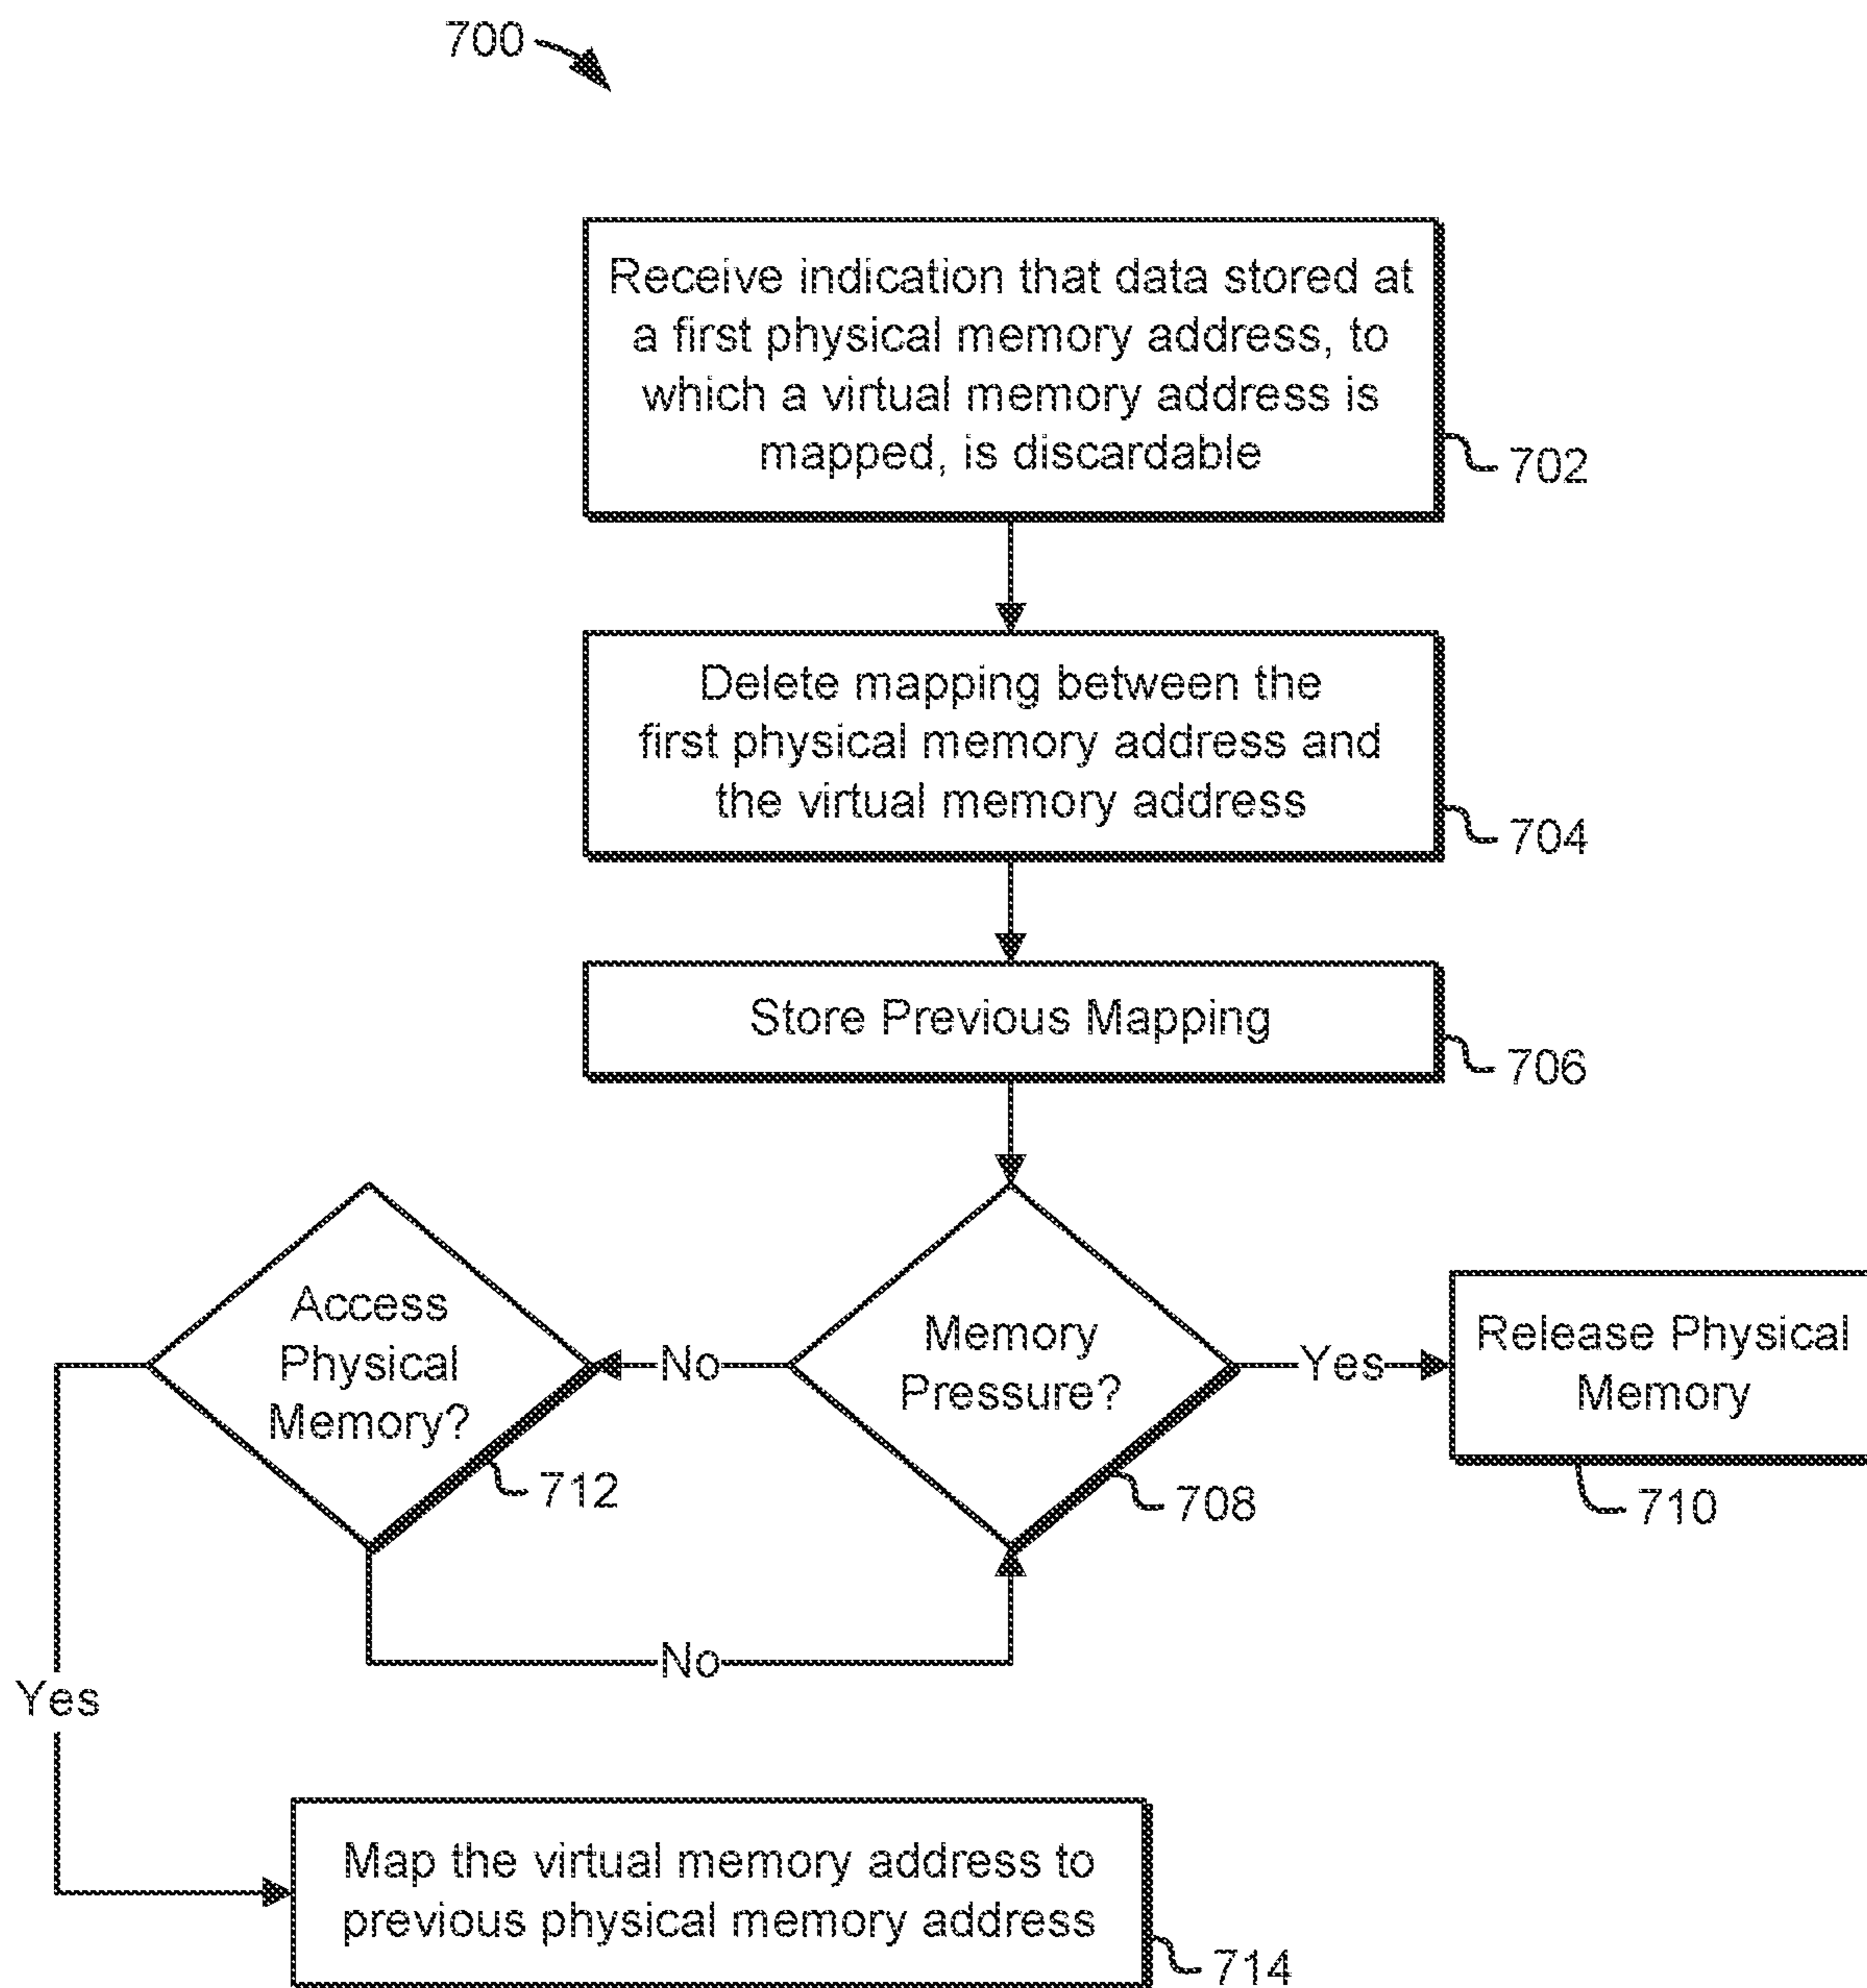 700
Receive indication that data stored at
a first physical memory address, to
which a virtual memory address is
mapped, is discardable
702
Delete mapping between the
first physical memory address and
the virtual memory address
704
Store Previous Mapping
706
Access
Physical
Memory?
712
No
Memory
Pressure?
708
Yes
Release Physical
Memory
710
No
Yes
Map the virtual memory address to
previous physical memory address
714